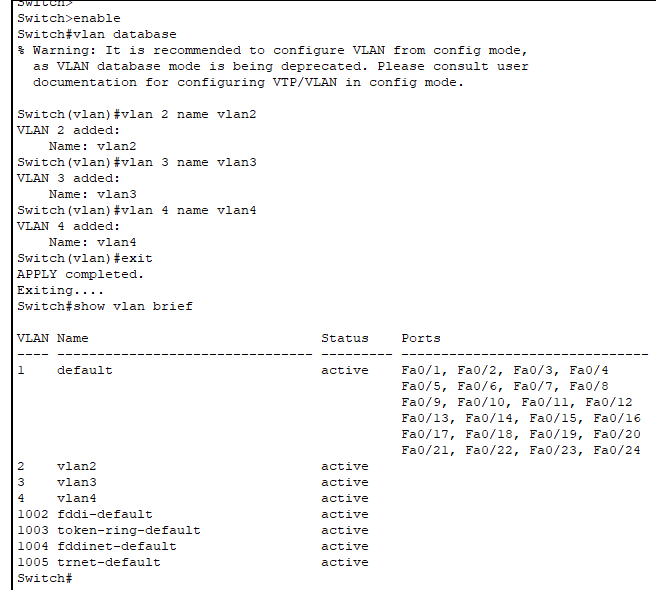 Switch>
Switch>enable
Switch#vlan database
% Warning: It is recommended to configure VLAN from config mode,
  as VLAN database mode is being deprecated. Please consult user
  documentation for configuring VTP/VLAN in config mode.

Switch(vlan)#vlan 2 name vlan2
VLAN 2 added:
    Name: vlan2
Switch(vlan)#vlan 3 name vlan3
VLAN 3 added:
    Name: vlan3
Switch(vlan)#vlan 4 name vlan4
VLAN 4 added:
    Name: vlan4
Switch(vlan)#exit
APPLY completed.
Exiting....
Switch#show vlan brief

VLAN Name                             Status    Ports
---- -------------------------------- --------- -------------------------------
1    default                          active    Fa0/1, Fa0/2, Fa0/3, Fa0/4
                                                Fa0/5, Fa0/6, Fa0/7, Fa0/8
                                                Fa0/9, Fa0/10, Fa0/11, Fa0/12
                                                Fa0/13, Fa0/14, Fa0/15, Fa0/16
                                                Fa0/17, Fa0/18, Fa0/19, Fa0/20
                                                Fa0/21, Fa0/22, Fa0/23, Fa0/24
2    vlan2                            active
3    vlan3                            active
4    vlan4                            active
1002 fddi-default                     active
1003 token-ring-default               active
1004 fddinet-default                  active
1005 trnet-default                    active
Switch#